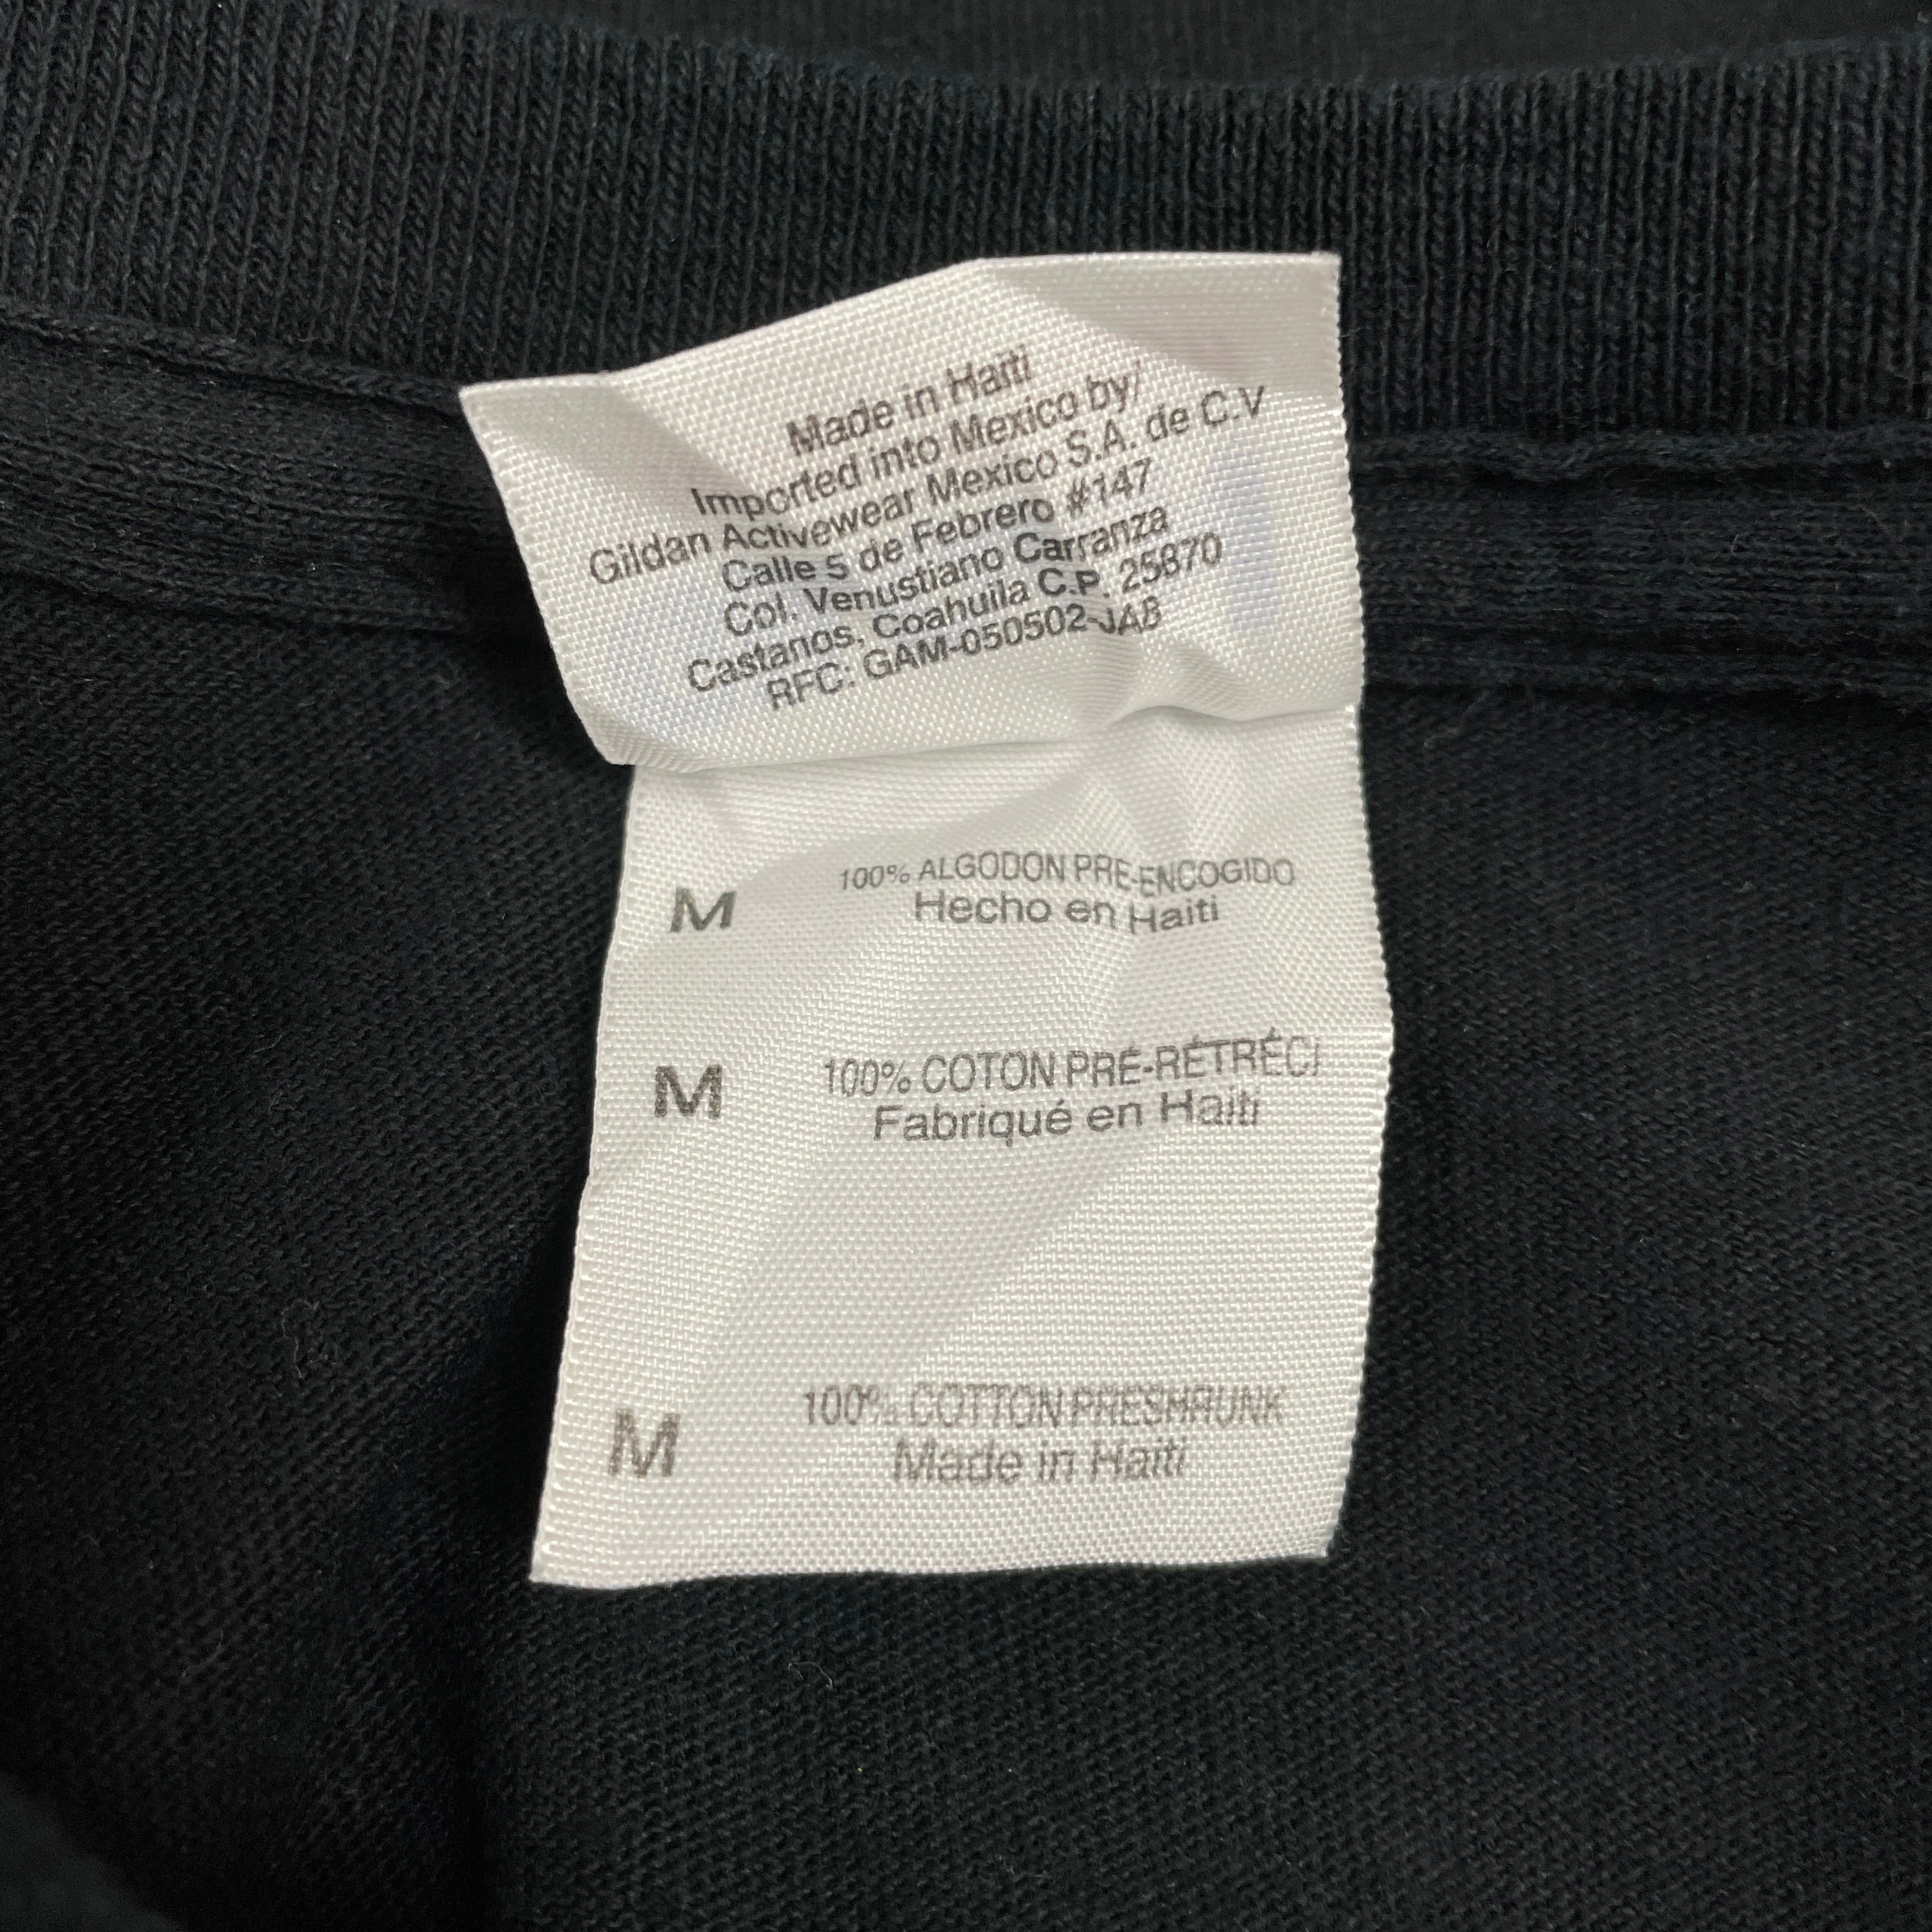 Made in Haiti
Imported into Mexico by/
Gildan Activewear Mexico S.A. de C.V
Calle 5 de Febrero #147
Col. Venustiano Carranza
Castanos, Coahuila C.P. 25870
RFC: GAM-050502-JAB
M 100% ALGODON PRE-ENCOGIDO
Hecho en Haiti
M 100% COTON PRÉ-RÉTRÉCI
Fabriqué en Haiti
M 100% COTTON PRESHRUNK
Made in Haiti